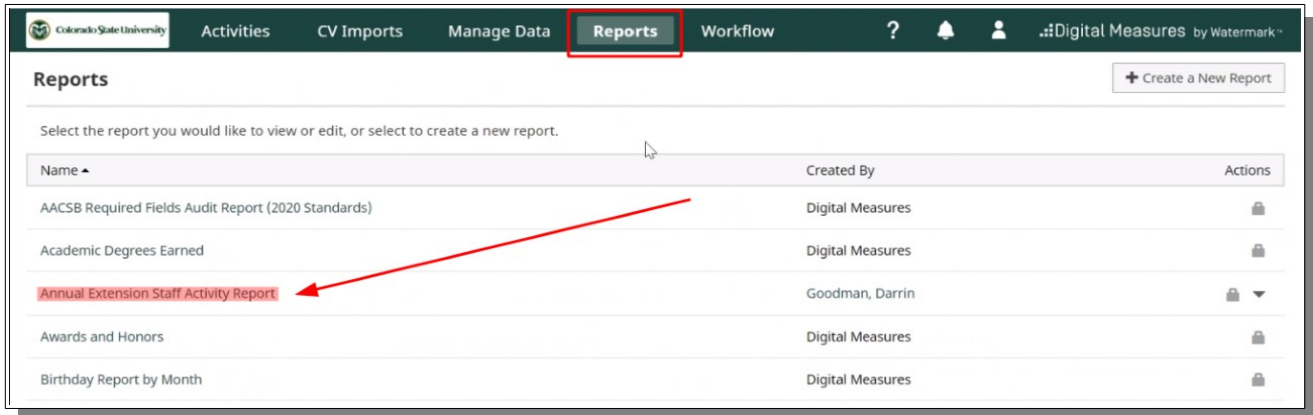 Colorado State University Activities CV Imports Manage Data Reports Workflow ? .::Digital Measures by Watermark™
Reports + Create a New Report
Select the report you would like to view or edit, or select to create a new report.
Name Created By Actions
AACSB Required Fields Audit Report (2020 Standards) Digital Measures
Academic Degrees Earned Digital Measures
Annual Extension Staff Activity Report Goodman, Darrin
Awards and Honors Digital Measures
Birthday Report by Month Digital Measures